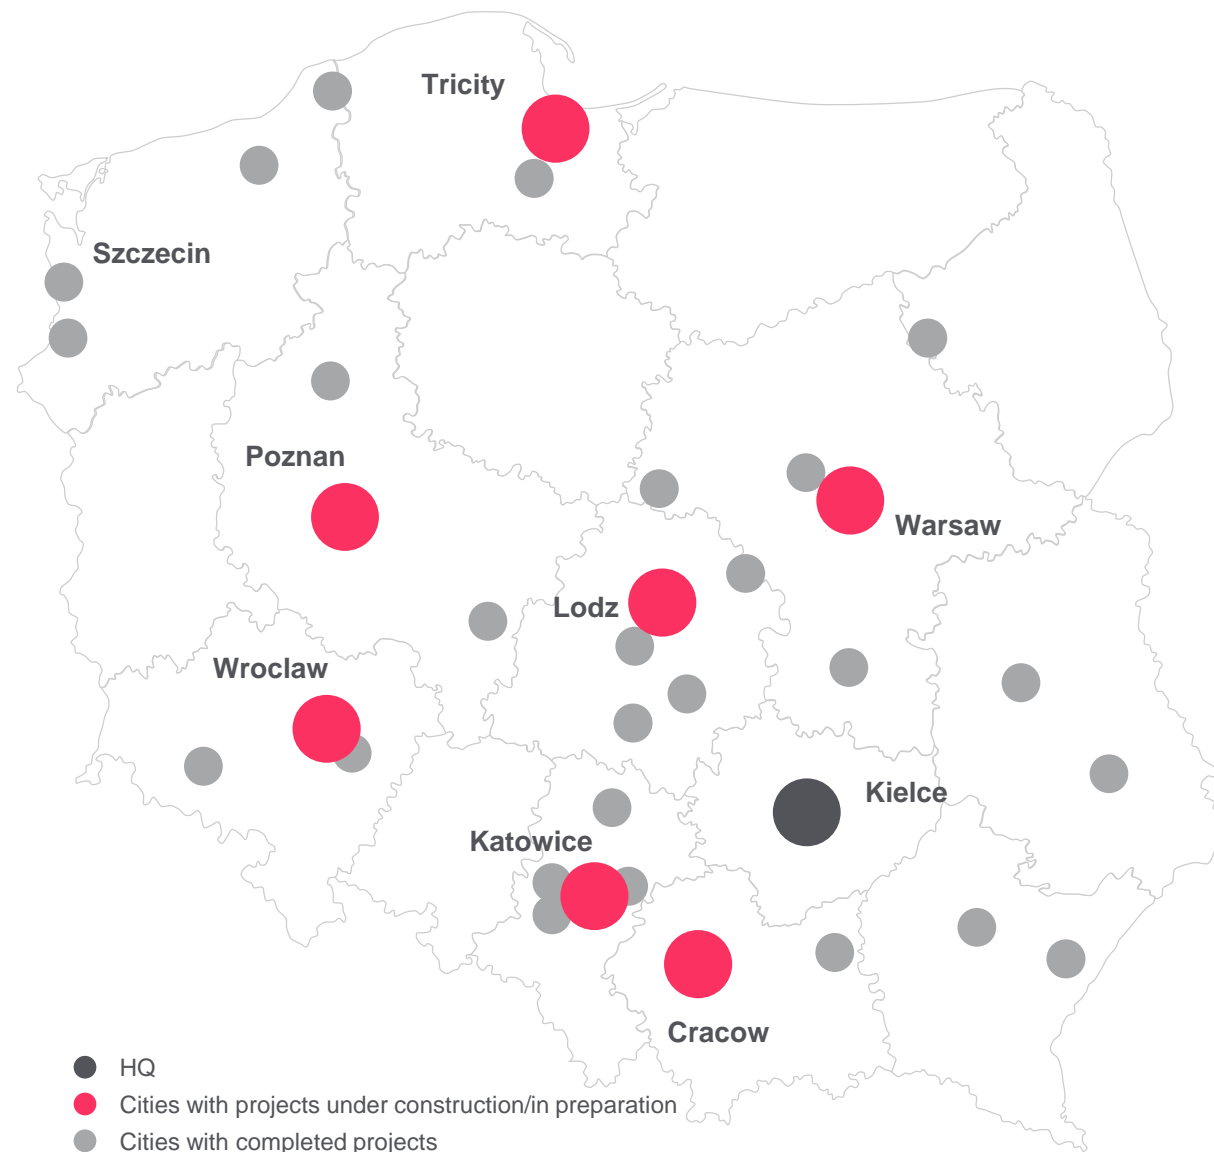 Tricity
Szczecin
Poznan
Warsaw
Lodz
Wroclaw
Kielce
Katowice
Cracow
HQ
Cities with projects under construction/in preparation
Cities with completed projects